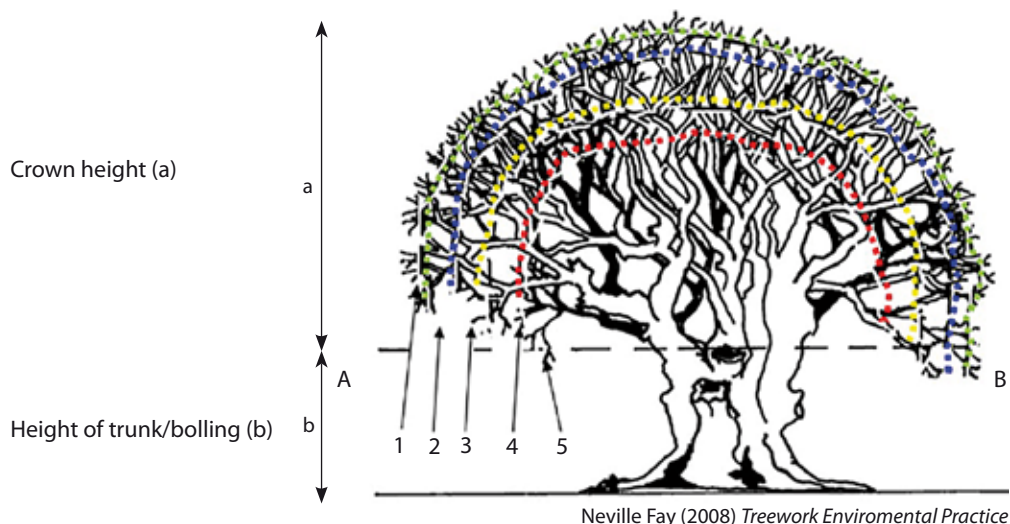 Crown height (a)
a
A
B
Height of trunk/bolling (b)
b
1 2 3 4 5
Neville Fay (2008) Treework Enviromental Practice